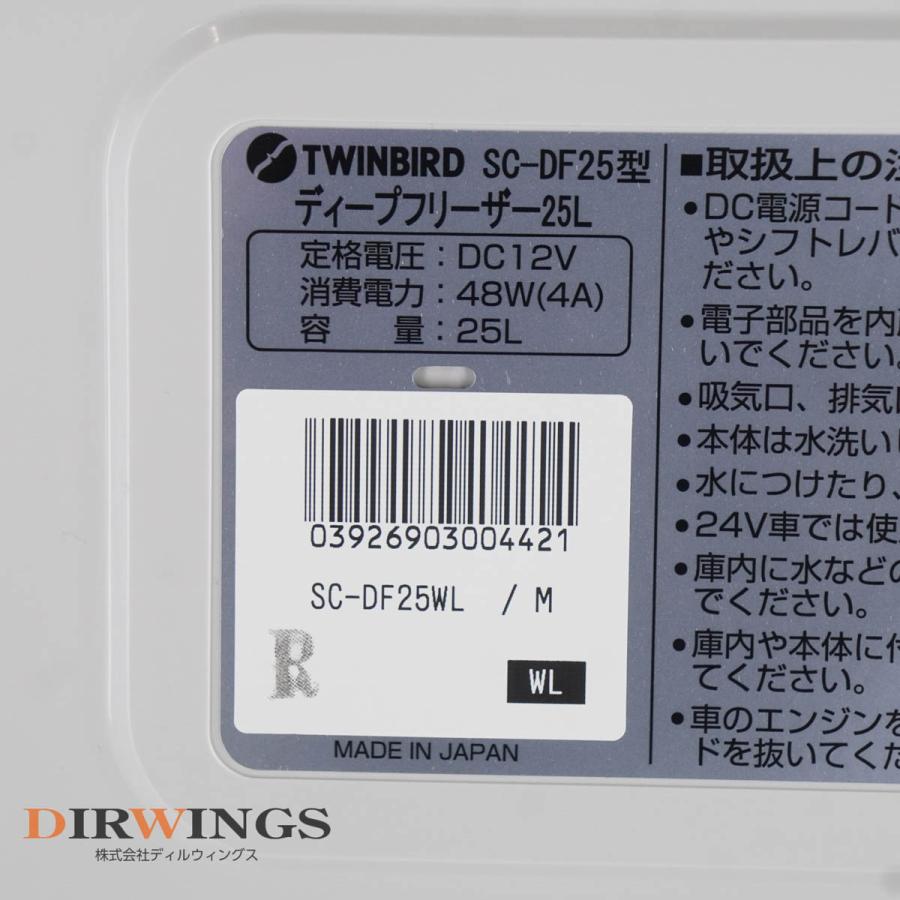 TWINBIRD SC-DF25型
ディープフリーザー25L
定格電圧：DC12V
消費電力：48W(4A)
容　　量：25L
03926903004421
SC-DF25WL / M
R
WL
MADE IN JAPAN
■取扱上の注
●DC電源コード
やシフトレバ
ださい。
●電子部品を内
いでください。
●吸気口、排気
●本体は水洗い
●水につけたり、
●24V車では使
●庫内に水などの
でください。
●庫内や本体に
てください。
●車のエンジンを
ドを抜いてくだ
DIRWINGS
株式会社ディルウィングス